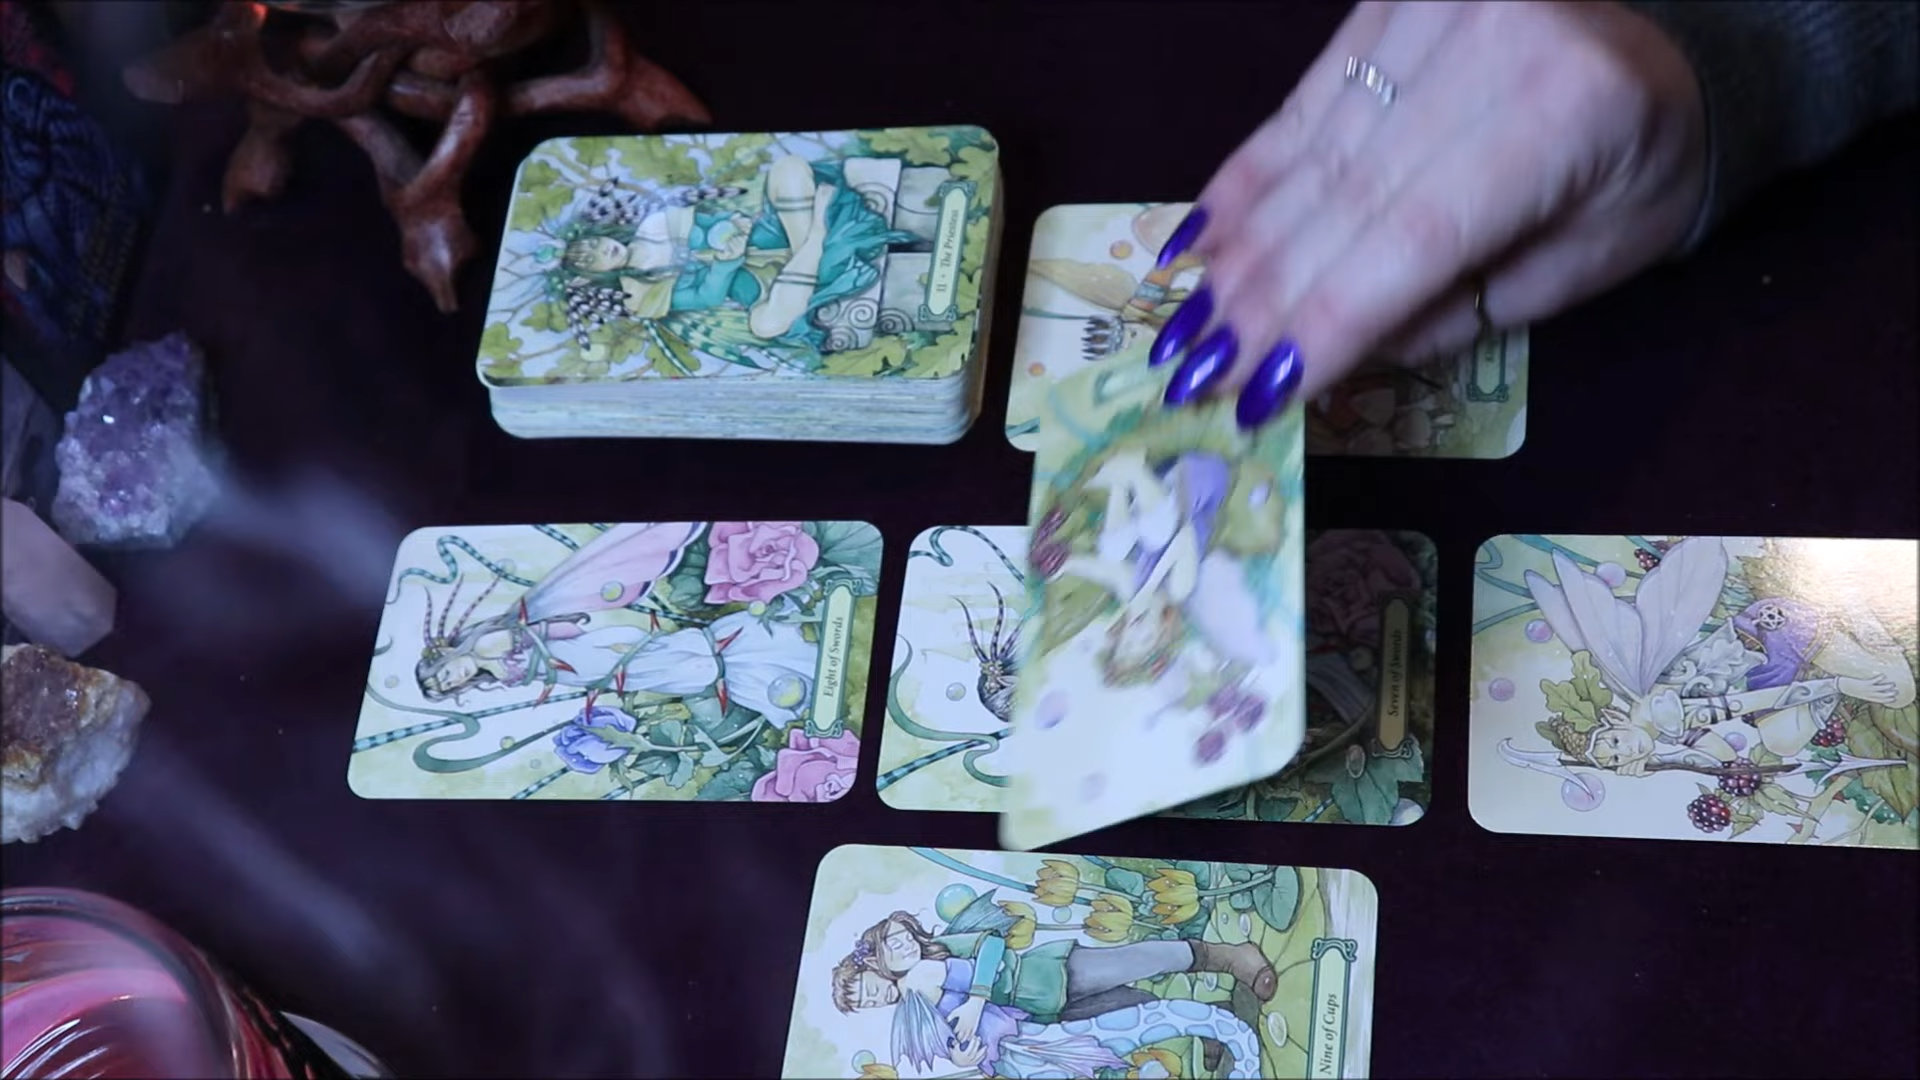 II • The Priestess
Eight of Swords
Seven of Swords
Nine of Cups